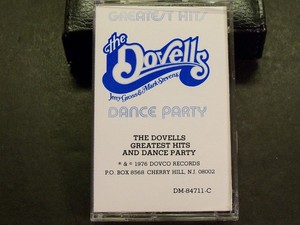 GREATEST HITS
the Dovells
Jerry Gross & Mark Stevens
DANCE PARTY
THE DOVELLS
GREATEST HITS
AND DANCE PARTY
℗ & © 1976 DOVCO RECORDS
P.O. BOX 8568 CHERRY HILL, N.J. 08002
DM-84711-C